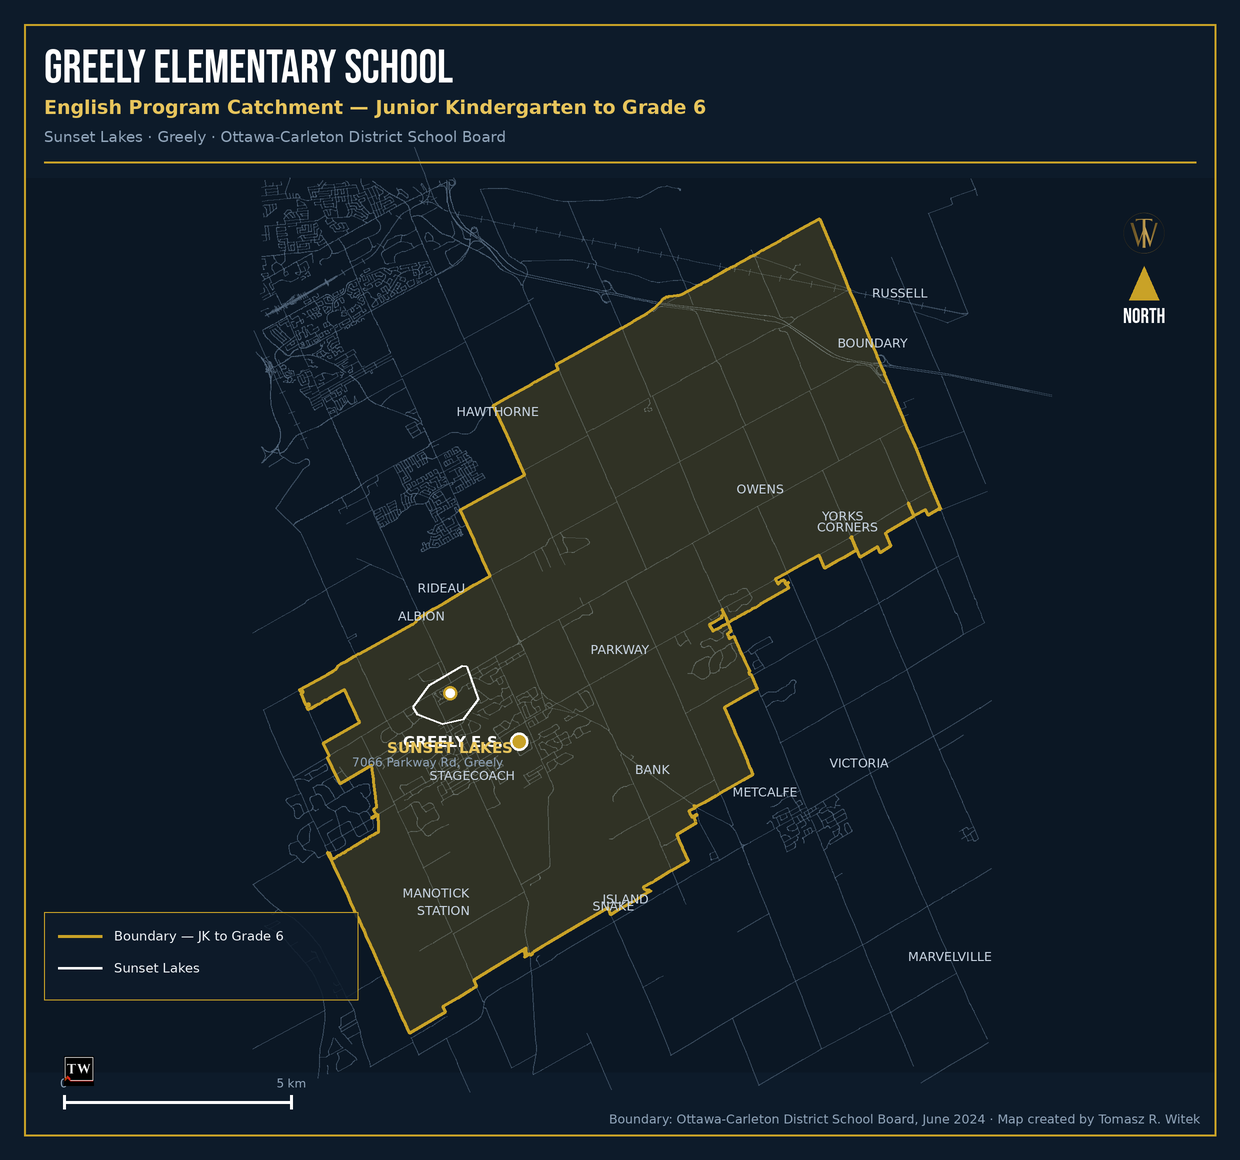 GREELY ELEMENTARY SCHOOL
English Program Catchment — Junior Kindergarten to Grade 6
Sunset Lakes · Greely · Ottawa-Carleton District School Board
TW
NORTH
RUSSELL
BOUNDARY
HAWTHORNE
OWENS
YORKS
CORNERS
RIDEAU
ALBION
PARKWAY
GREELY E.S.
SUNSET LAKES
7066 Parkway Rd, Greely
STAGECOACH
BANK
VICTORIA
METCALFE
MANOTICK
STATION
ISLAND
SNAKE
MARVELVILLE
Boundary — JK to Grade 6
Sunset Lakes
TW
0
5 km
Boundary: Ottawa-Carleton District School Board, June 2024 · Map created by Tomasz R. Witek